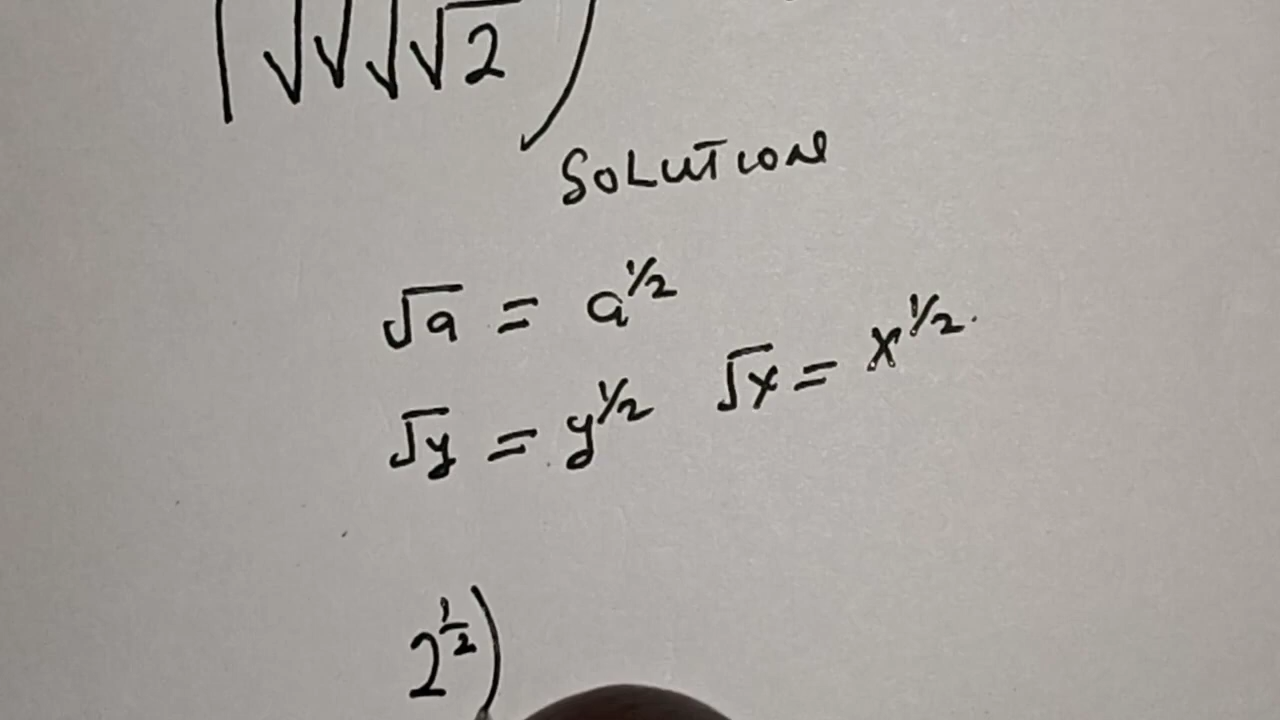 (√√√√2)
SOLUTION
√a = a^1/2
√y = y^1/2 √x = x^1/2.
2^1/2)